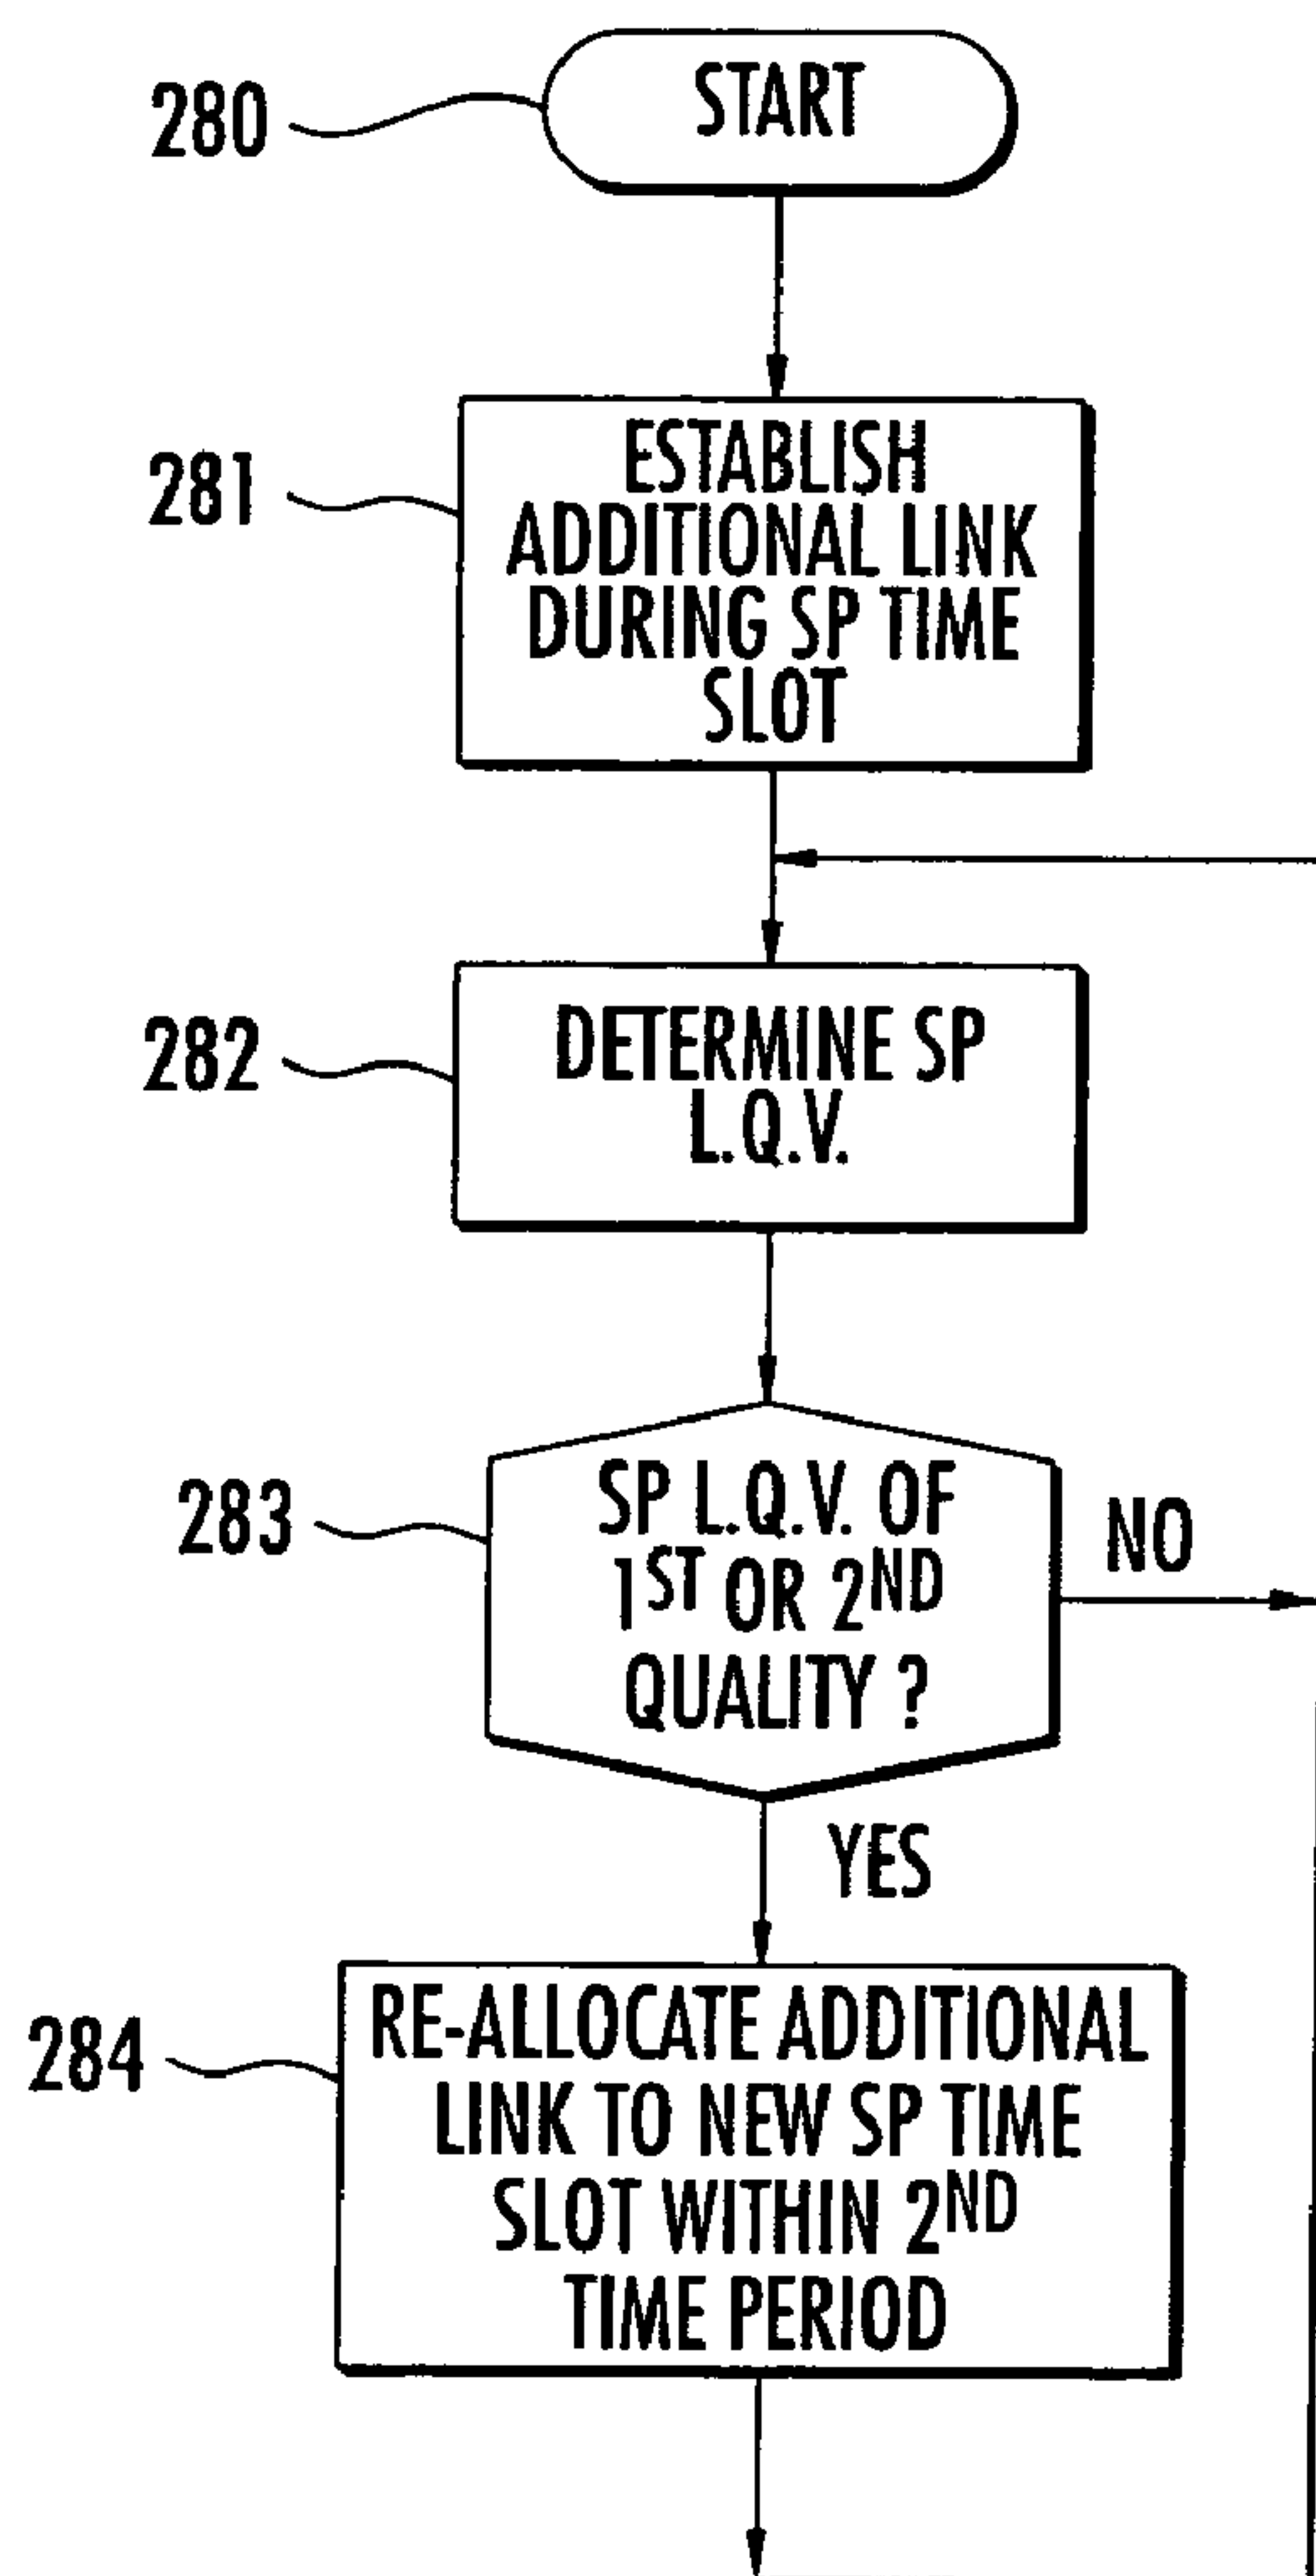 280
START
281
ESTABLISH
ADDITIONAL LINK
DURING SP TIME
SLOT
282
DETERMINE SP
L.Q.V.
283
SP L.Q.V. OF
1ST OR 2ND
QUALITY ?
NO
YES
284
RE-ALLOCATE ADDITIONAL
LINK TO NEW SP TIME
SLOT WITHIN 2ND
TIME PERIOD